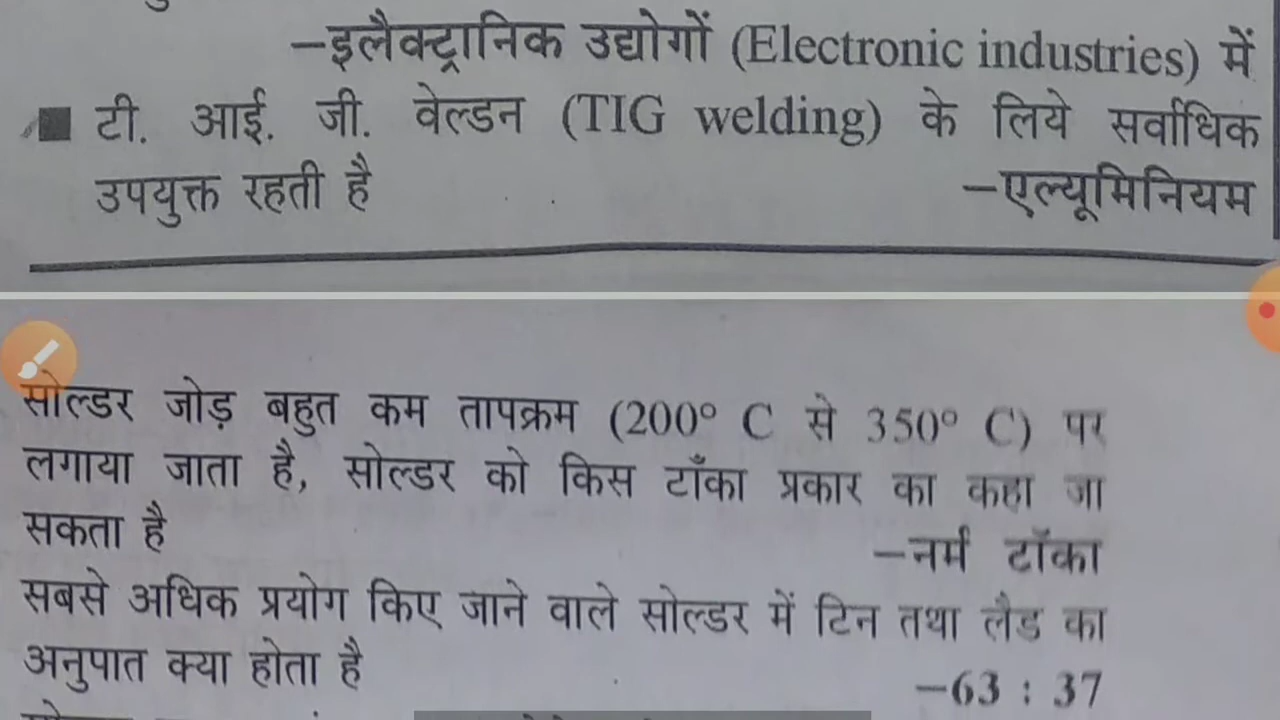 –इलैक्ट्रानिक उद्योगों (Electronic industries) में
टी. आई. जी. वेल्डन (TIG welding) के लिये सर्वाधिक
उपयुक्त रहती है –एल्यूमिनियम
सोल्डर जोड़ बहुत कम तापक्रम (200° C से 350° C) पर
लगाया जाता है, सोल्डर को किस टाँका प्रकार का कहा जा
सकता है –नर्म टाँका
सबसे अधिक प्रयोग किए जाने वाले सोल्डर में टिन तथा लैड का
अनुपात क्या होता है –63 : 37